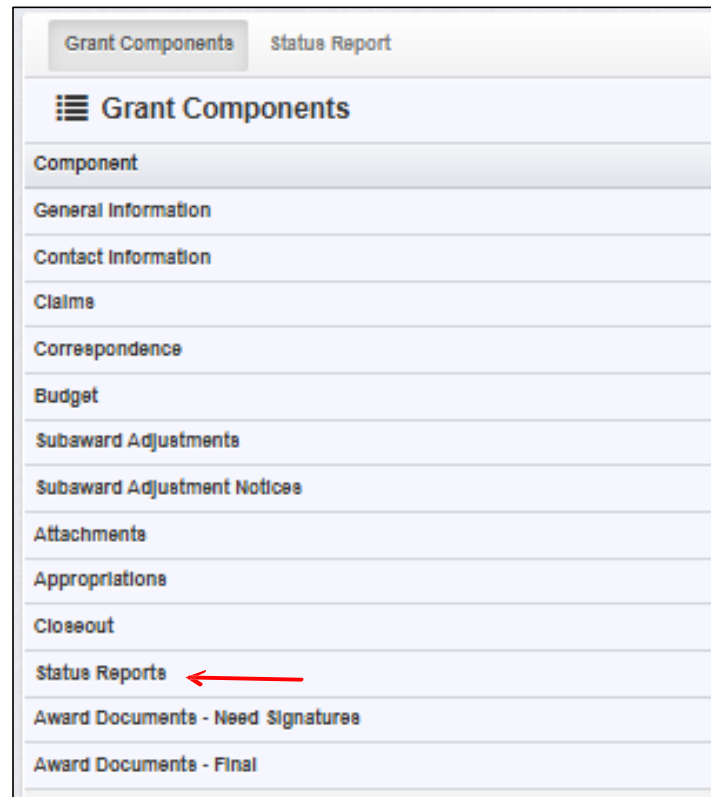 Grant Components Status Report
Grant Components
Component
General Information
Contact Information
Claims
Correspondence
Budget
Subaward Adjustments
Subaward Adjustment Notices
Attachments
Appropriations
Closeout
Status Reports
Award Documents - Need Signatures
Award Documents - Final